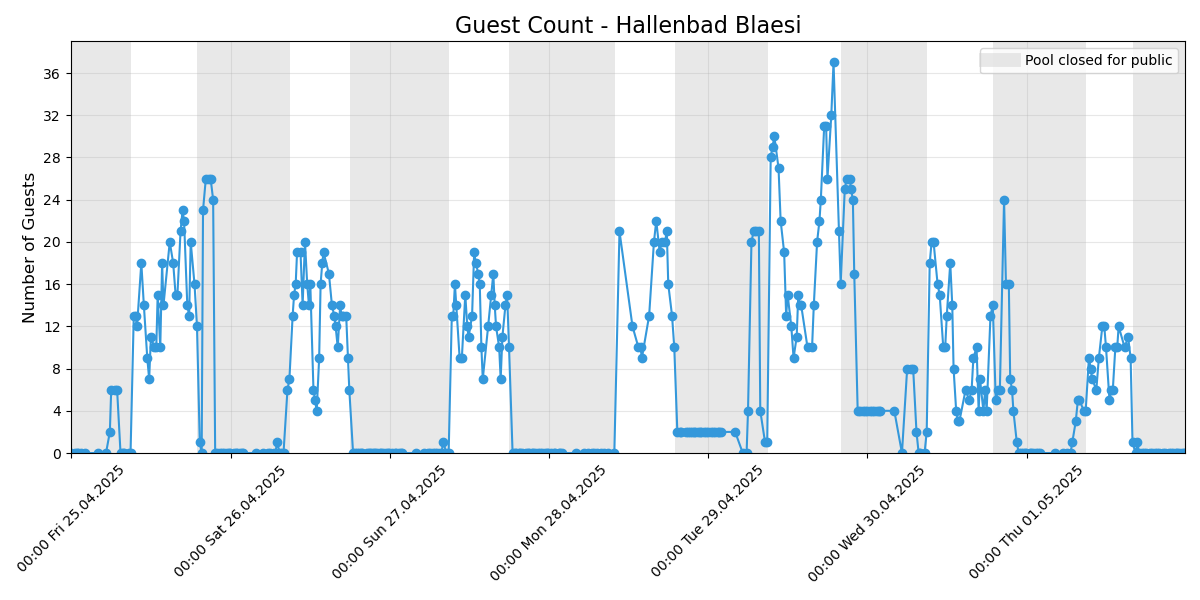 Guest Count - Hallenbad Blaesi
Pool closed for public
Number of Guests
36
32
28
24
20
16
12
8
4
0
00:00 Fri 25.04.2025
00:00 Sat 26.04.2025
00:00 Sun 27.04.2025
00:00 Mon 28.04.2025
00:00 Tue 29.04.2025
00:00 Wed 30.04.2025
00:00 Thu 01.05.2025